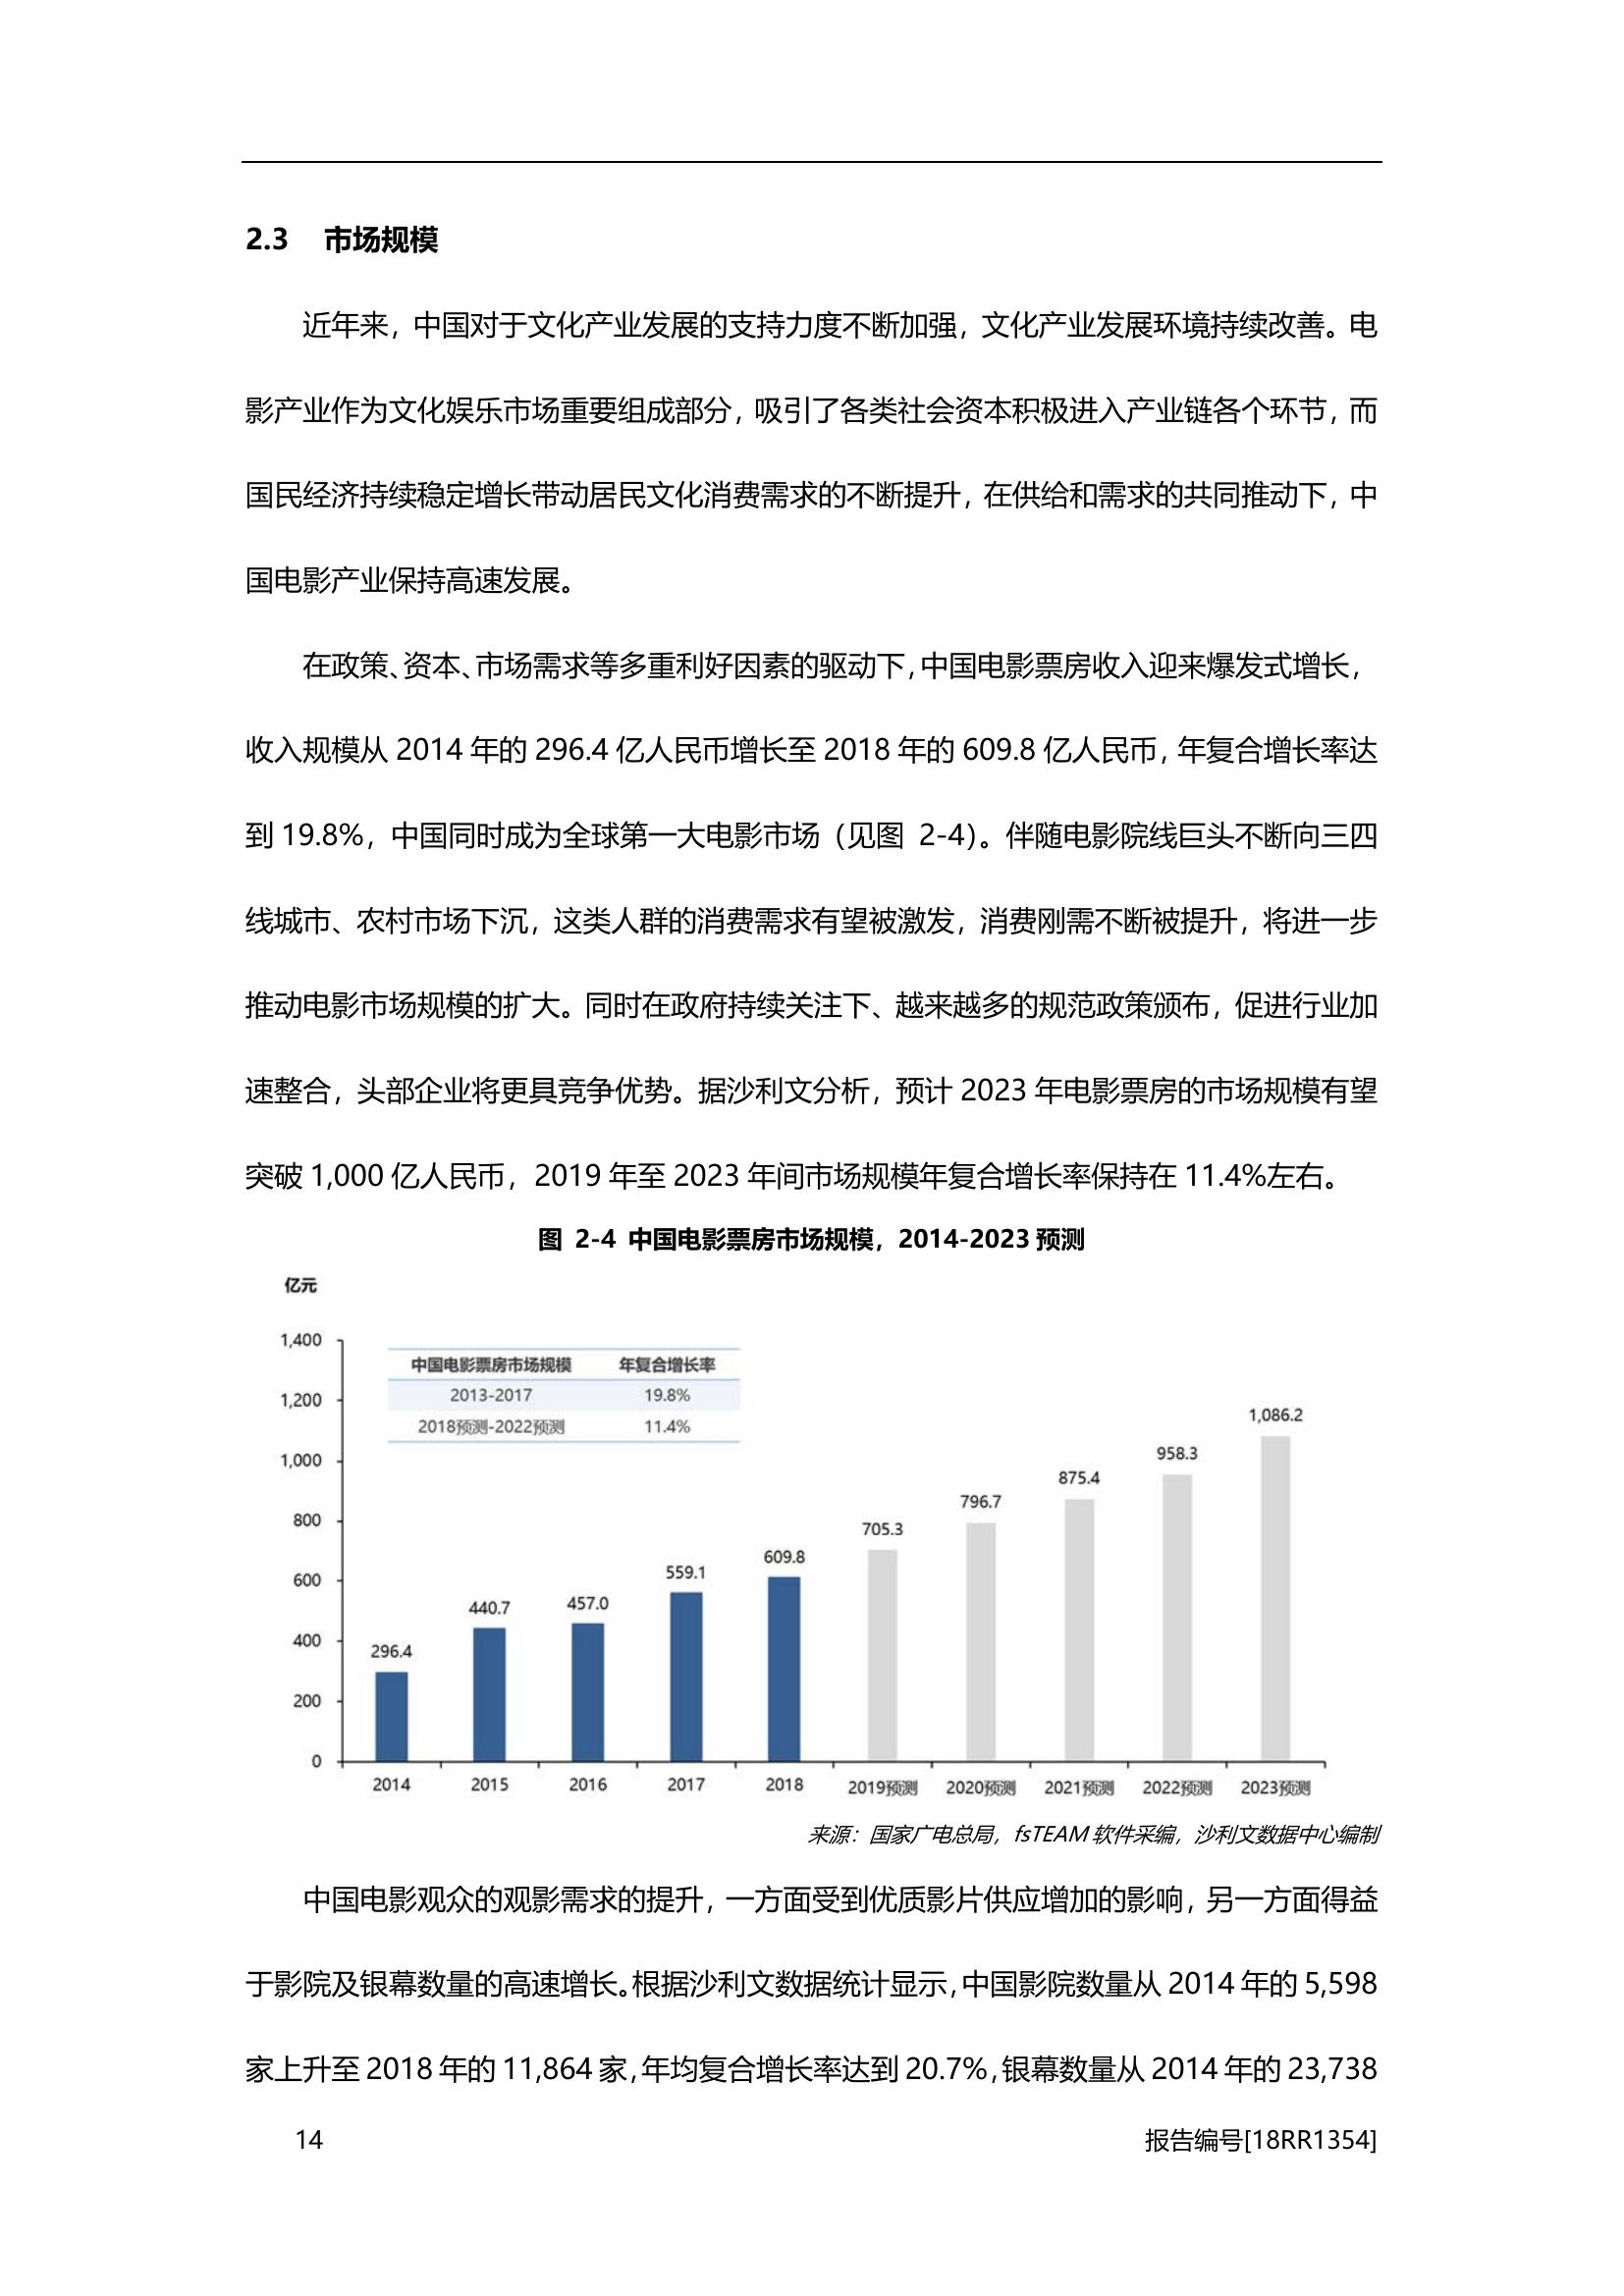 2.3 市场规模
近年来，中国对于文化产业发展的支持力度不断加强，文化产业发展环境持续改善。电
影产业作为文化娱乐市场重要组成部分，吸引了各类社会资本积极进入产业链各个环节，而
国民经济持续稳定增长带动居民文化消费需求的不断提升，在供给和需求的共同推动下，中
国电影产业保持高速发展。
在政策、资本、市场需求等多重利好因素的驱动下，中国电影票房收入迎来爆发式增长，
收入规模从 2014 年的 296.4 亿人民币增长至 2018 年的 609.8 亿人民币，年复合增长率达
到 19.8%，中国同时成为全球第一大电影市场（见图 2-4）。伴随电影院线巨头不断向三四
线城市、农村市场下沉，这类人群的消费需求有望被激发，消费刚需不断被提升，将进一步
推动电影市场规模的扩大。同时在政府持续关注下、越来越多的规范政策颁布，促进行业加
速整合，头部企业将更具竞争优势。据沙利文分析，预计 2023 年电影票房的市场规模有望
突破 1,000 亿人民币，2019 年至 2023 年间市场规模年复合增长率保持在 11.4%左右。
图 2-4 中国电影票房市场规模，2014-2023 预测
亿元
1,400
1,200
1,000
800
600
400
200
0
中国电影票房市场规模 年复合增长率
2013-2017 19.8%
2018预测-2022预测 11.4%
296.4 440.7 457.0 559.1 609.8 705.3 796.7 875.4 958.3 1,086.2
2014 2015 2016 2017 2018 2019预测 2020预测 2021预测 2022预测 2023预测
来源：国家广电总局，fsTEAM 软件采编，沙利文数据中心编制
中国电影观众的观影需求的提升，一方面受到优质影片供应增加的影响，另一方面得益
于影院及银幕数量的高速增长。根据沙利文数据统计显示，中国影院数量从 2014 年的 5,598
家上升至 2018 年的 11,864 家，年均复合增长率达到 20.7%，银幕数量从 2014 年的 23,738
14 报告编号[18RR1354]